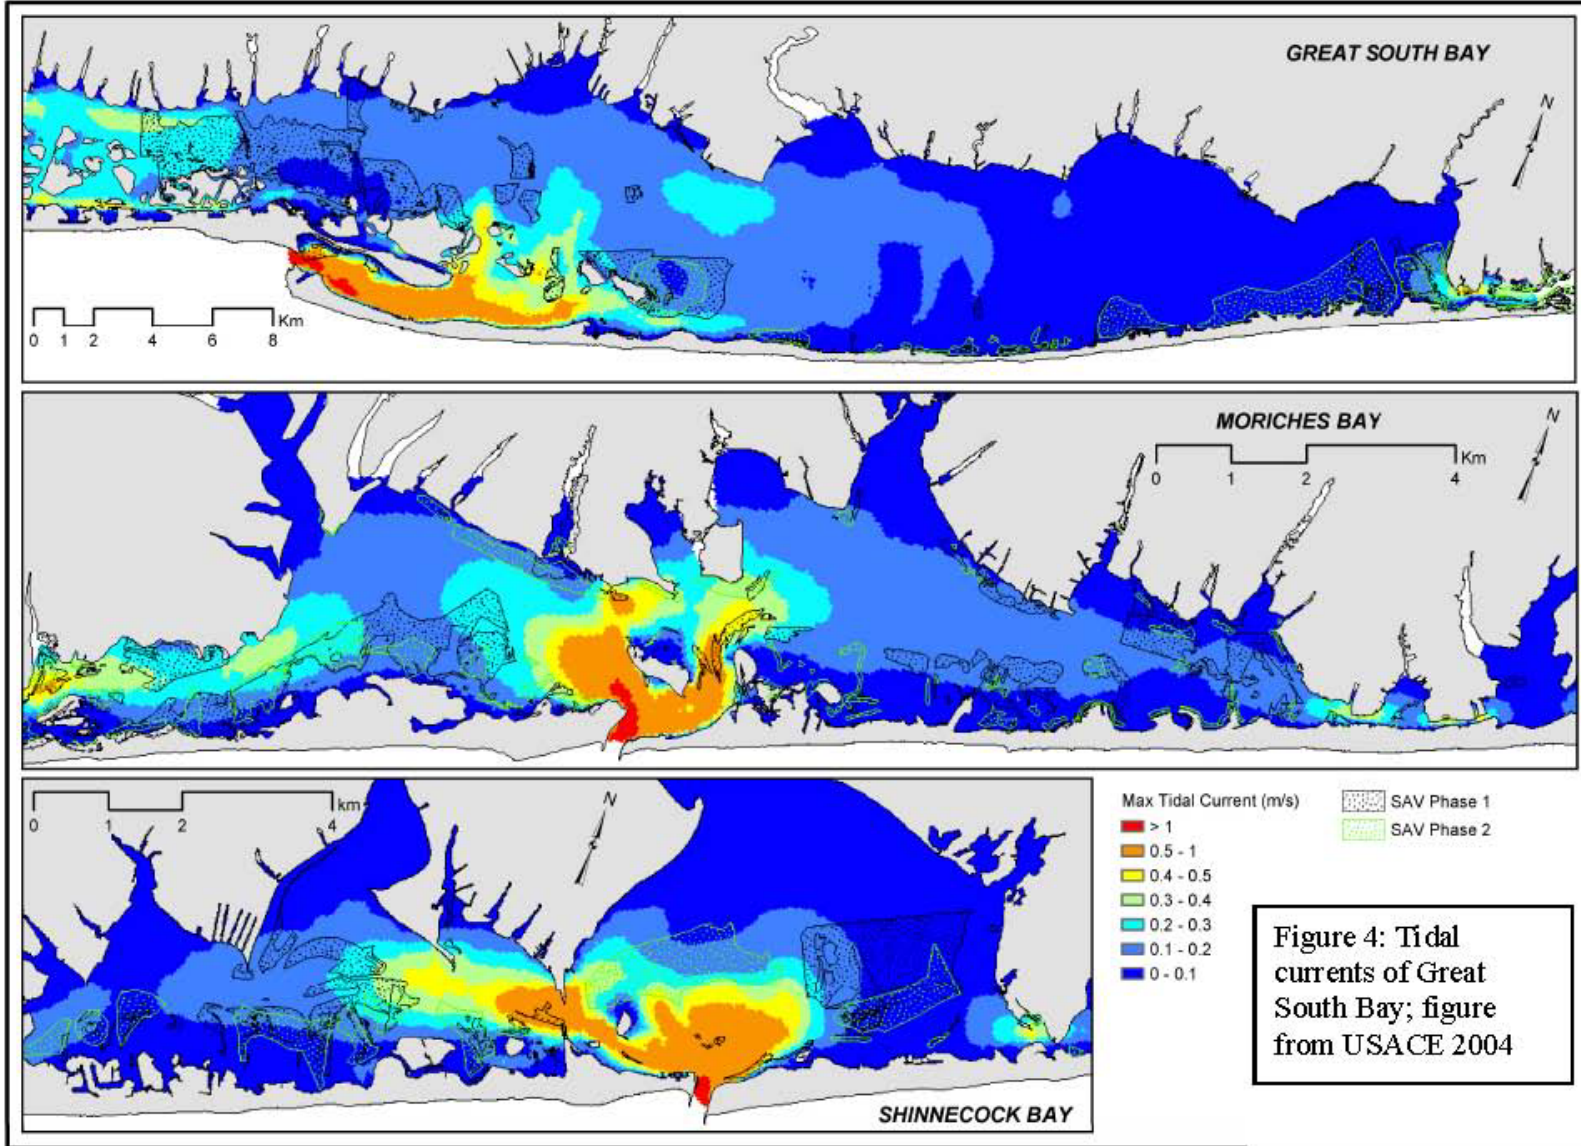 GREAT SOUTH BAY
N
Km
0 1 2 4 6 8
MORICHES BAY
N
Km
0 1 2 4
km
0 1 2 4
N
SHINNECOCK BAY
Max Tidal Current (m/s)
> 1
0.5 - 1
0.4 - 0.5
0.3 - 0.4
0.2 - 0.3
0.1 - 0.2
0 - 0.1
SAV Phase 1
SAV Phase 2
Figure 4: Tidal
currents of Great
South Bay; figure
from USACE 2004